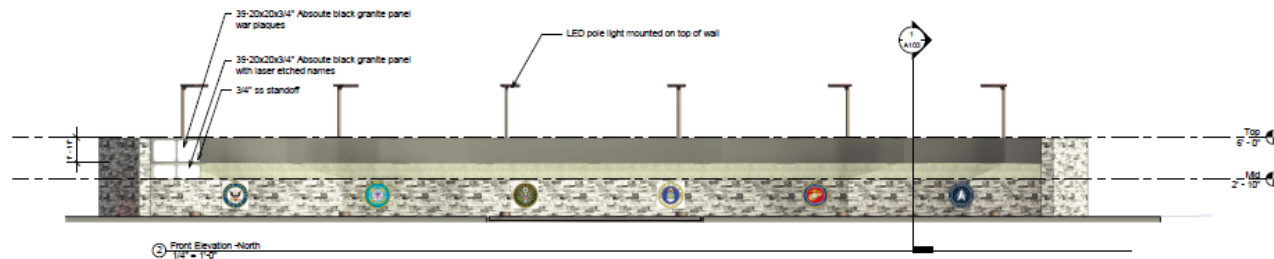 39-20x20x3/4" Absoute black granite panel
war plaques
39-20x20x3/4" Absoute black granite panel
with laser etched names
3/4" ss standoff
LED pole light mounted on top of wall
1
A103
Top
6' - 0"
1' - 11"
Mid
2' - 10"
2
Front Elevation -North
1/4" = 1'-0"